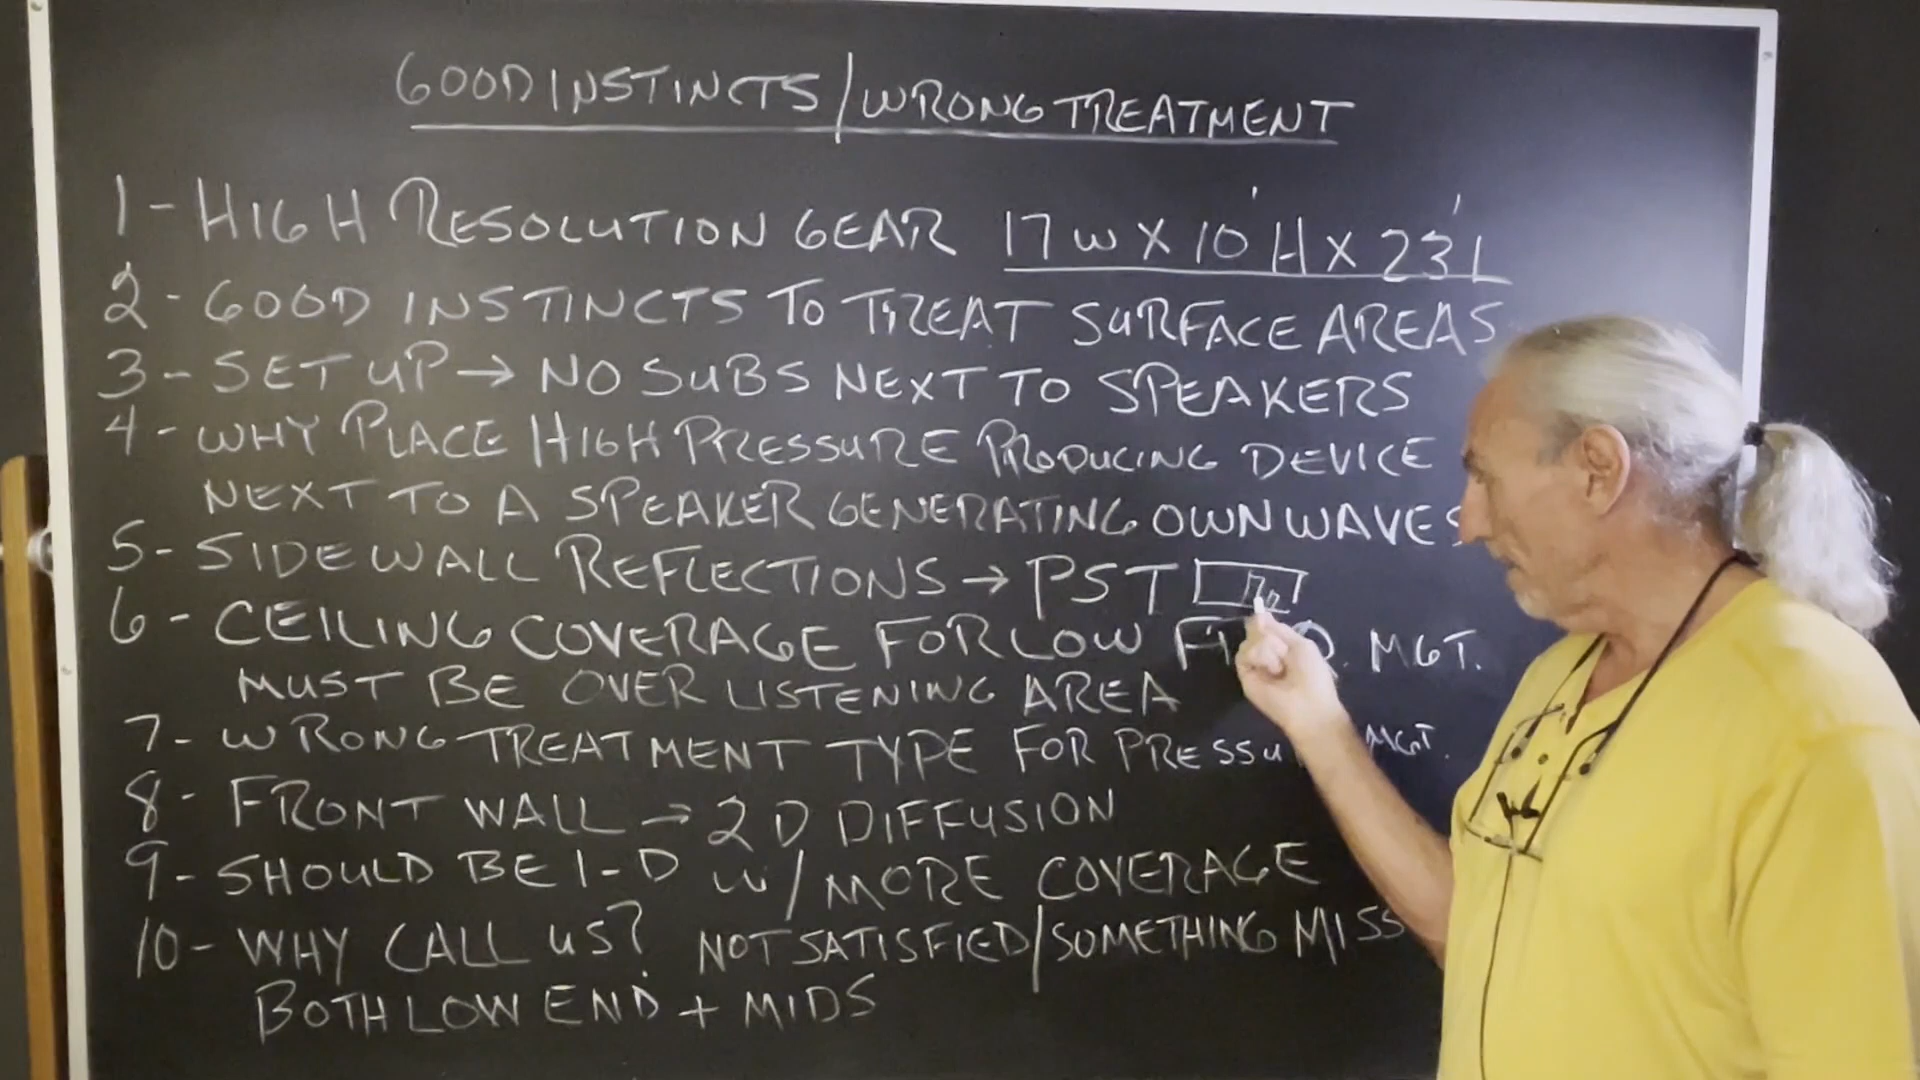 GOOD INSTINCTS/WRONG TREATMENT
1 - HIGH RESOLUTION GEAR 17 W X 10' H X 23' L
2 - GOOD INSTINCTS TO TREAT SURFACE AREAS
3 - SET UP → NO SUBS NEXT TO SPEAKERS
4 - WHY PLACE HIGH PRESSURE PRODUCING DEVICE
NEXT TO A SPEAKER GENERATING OWN WAVES
5 - SIDEWALL REFLECTIONS → PST
6 - CEILING COVERAGE FOR LOW MGT.
MUST BE OVER LISTENING AREA
7 - WRONG TREATMENT TYPE FOR PRESSU MGT.
8 - FRONT WALL → 2D DIFFUSION
9 - SHOULD BE 1-D W/MORE COVERAGE
10 - WHY CALL US? NOT SATISFIED/SOMETHING MISS
BOTH LOW END + MIDS